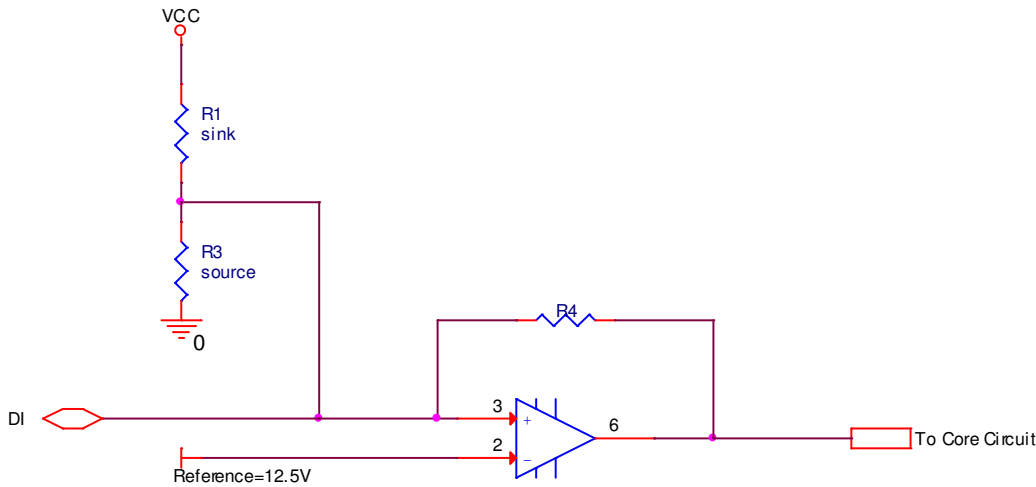 VCC
R1
sink
R3
source
0
R4
DI
3
+
6
2
-
To Core Circuit
Reference=12.5V